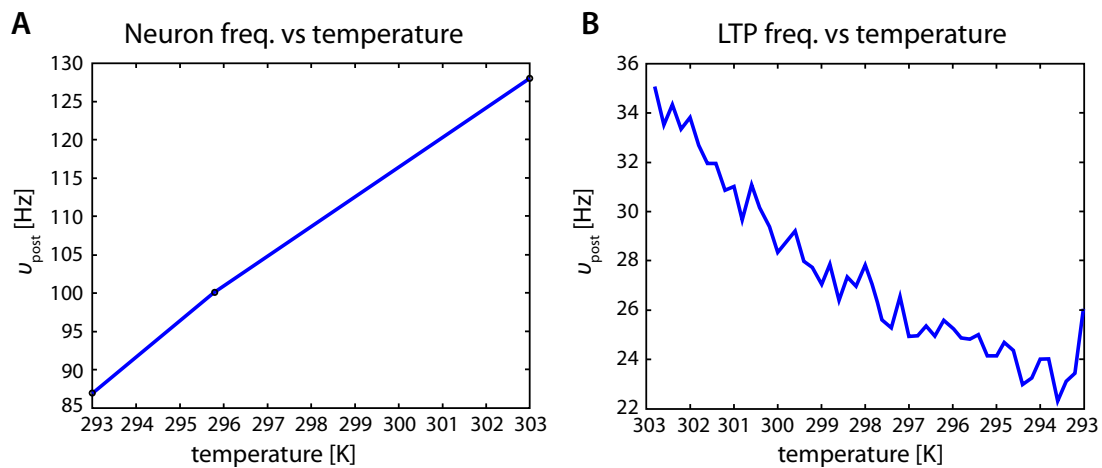 A
Neuron freq. vs temperature
130
125
120
115
110
105
100
95
90
85
υpost [Hz]
293 294 295 296 297 298 299 300 301 302 303
temperature [K]
B
LTP freq. vs temperature
36
34
32
30
28
26
24
22
υpost [Hz]
303 302 301 300 299 298 297 296 295 294 293
temperature [K]